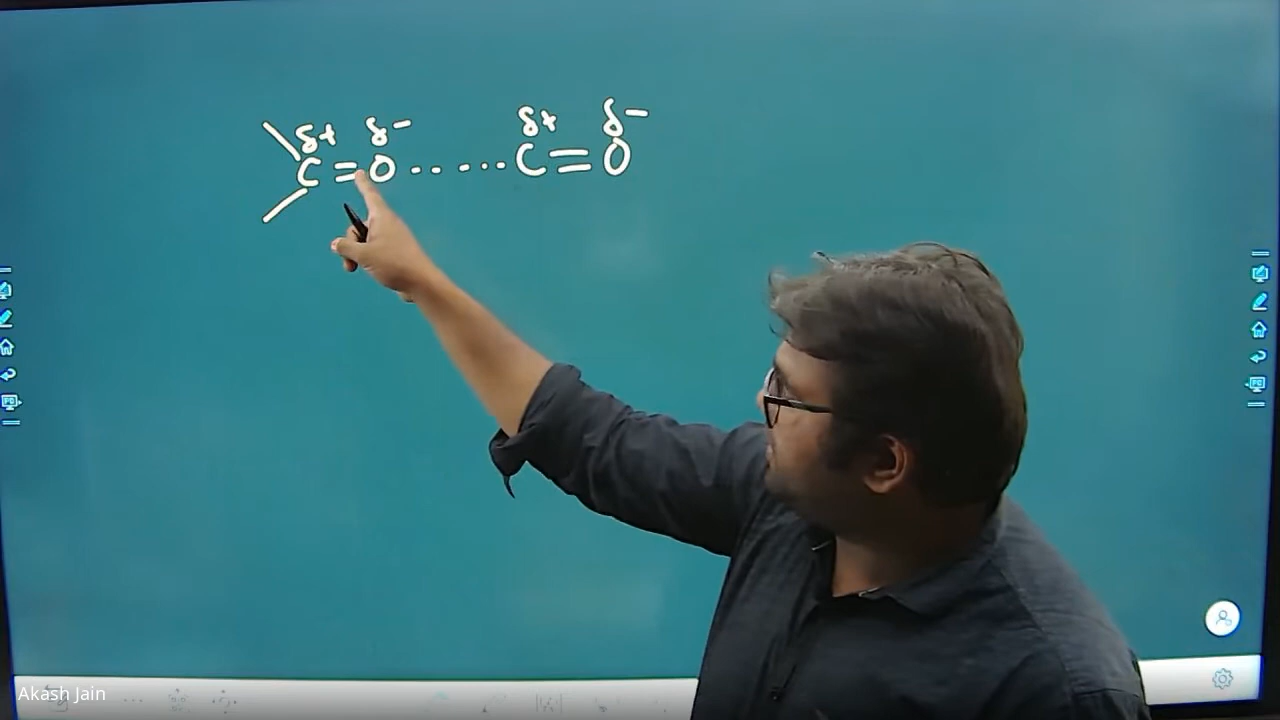 δ+ δ- δ+ δ-
C=O......C=O
Akash Jain